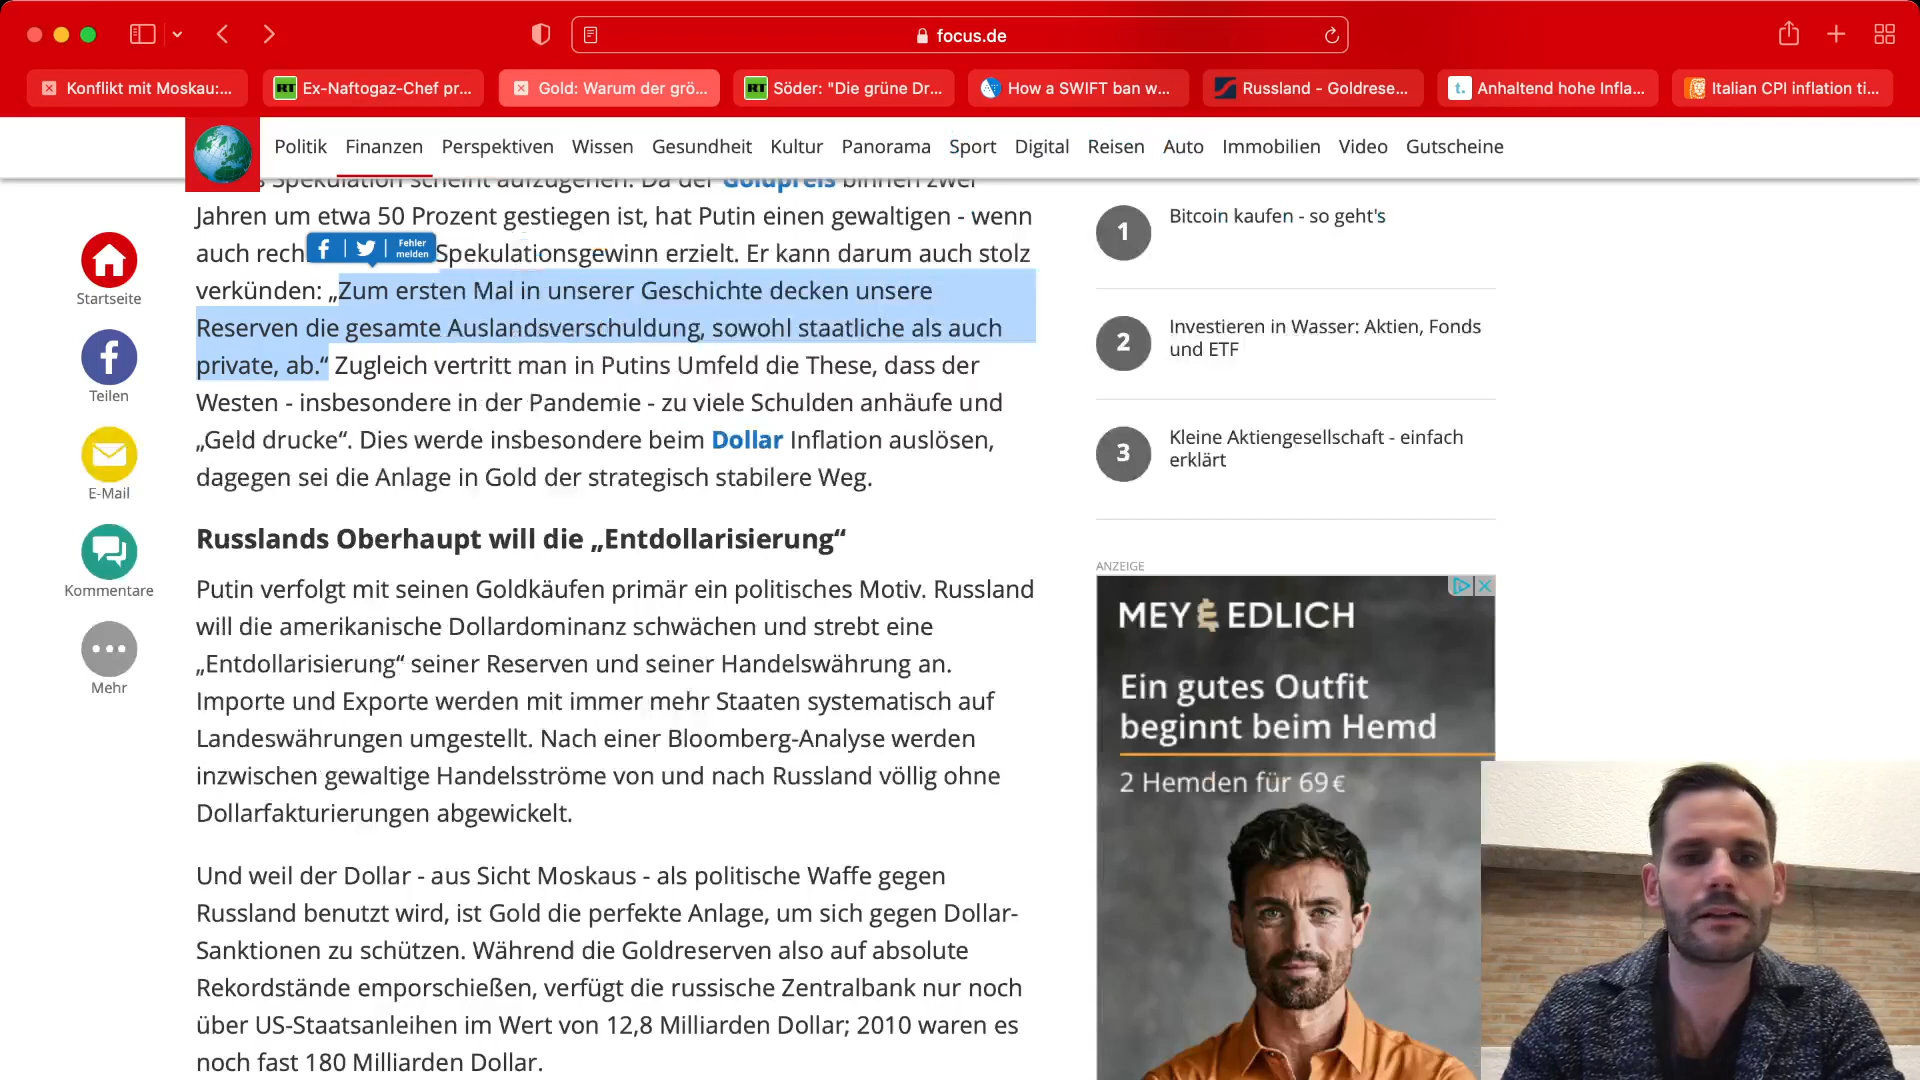 focus.de
Konflikt mit Moskau:...
RT Ex-Naftogaz-Chef pr...
Gold: Warum der grö...
RT Söder: "Die grüne Dr...
How a SWIFT ban w...
Russland - Goldrese...
t. Anhaltend hohe Infla...
Italian CPI inflation ti...
Politik Finanzen Perspektiven Wissen Gesundheit Kultur Panorama Sport Digital Reisen Auto Immobilien Video Gutscheine
Spekulation scheint aufzugehen. Da der Goldpreis binnen zwei
Jahren um etwa 50 Prozent gestiegen ist, hat Putin einen gewaltigen - wenn
auch rech Spekulationsgewinn erzielt. Er kann darum auch stolz
Fehler
melden
verkünden: „Zum ersten Mal in unserer Geschichte decken unsere
Reserven die gesamte Auslandsverschuldung, sowohl staatliche als auch
private, ab.“ Zugleich vertritt man in Putins Umfeld die These, dass der
Westen - insbesondere in der Pandemie - zu viele Schulden anhäufe und
„Geld drucke“. Dies werde insbesondere beim Dollar Inflation auslösen,
dagegen sei die Anlage in Gold der strategisch stabilere Weg.
Russlands Oberhaupt will die „Entdollarisierung“
Putin verfolgt mit seinen Goldkäufen primär ein politisches Motiv. Russland
will die amerikanische Dollardominanz schwächen und strebt eine
„Entdollarisierung“ seiner Reserven und seiner Handelswährung an.
Importe und Exporte werden mit immer mehr Staaten systematisch auf
Landeswährungen umgestellt. Nach einer Bloomberg-Analyse werden
inzwischen gewaltige Handelsströme von und nach Russland völlig ohne
Dollarfakturierungen abgewickelt.
Und weil der Dollar - aus Sicht Moskaus - als politische Waffe gegen
Russland benutzt wird, ist Gold die perfekte Anlage, um sich gegen Dollar-
Sanktionen zu schützen. Während die Goldreserven also auf absolute
Rekordstände emporschießen, verfügt die russische Zentralbank nur noch
über US-Staatsanleihen im Wert von 12,8 Milliarden Dollar; 2010 waren es
noch fast 180 Milliarden Dollar.
Startseite
Teilen
E-Mail
Kommentare
Mehr
1 Bitcoin kaufen - so geht's
2 Investieren in Wasser: Aktien, Fonds
und ETF
3 Kleine Aktiengesellschaft - einfach
erklärt
ANZEIGE
MEY & EDLICH
Ein gutes Outfit
beginnt beim Hemd
2 Hemden für 69 €